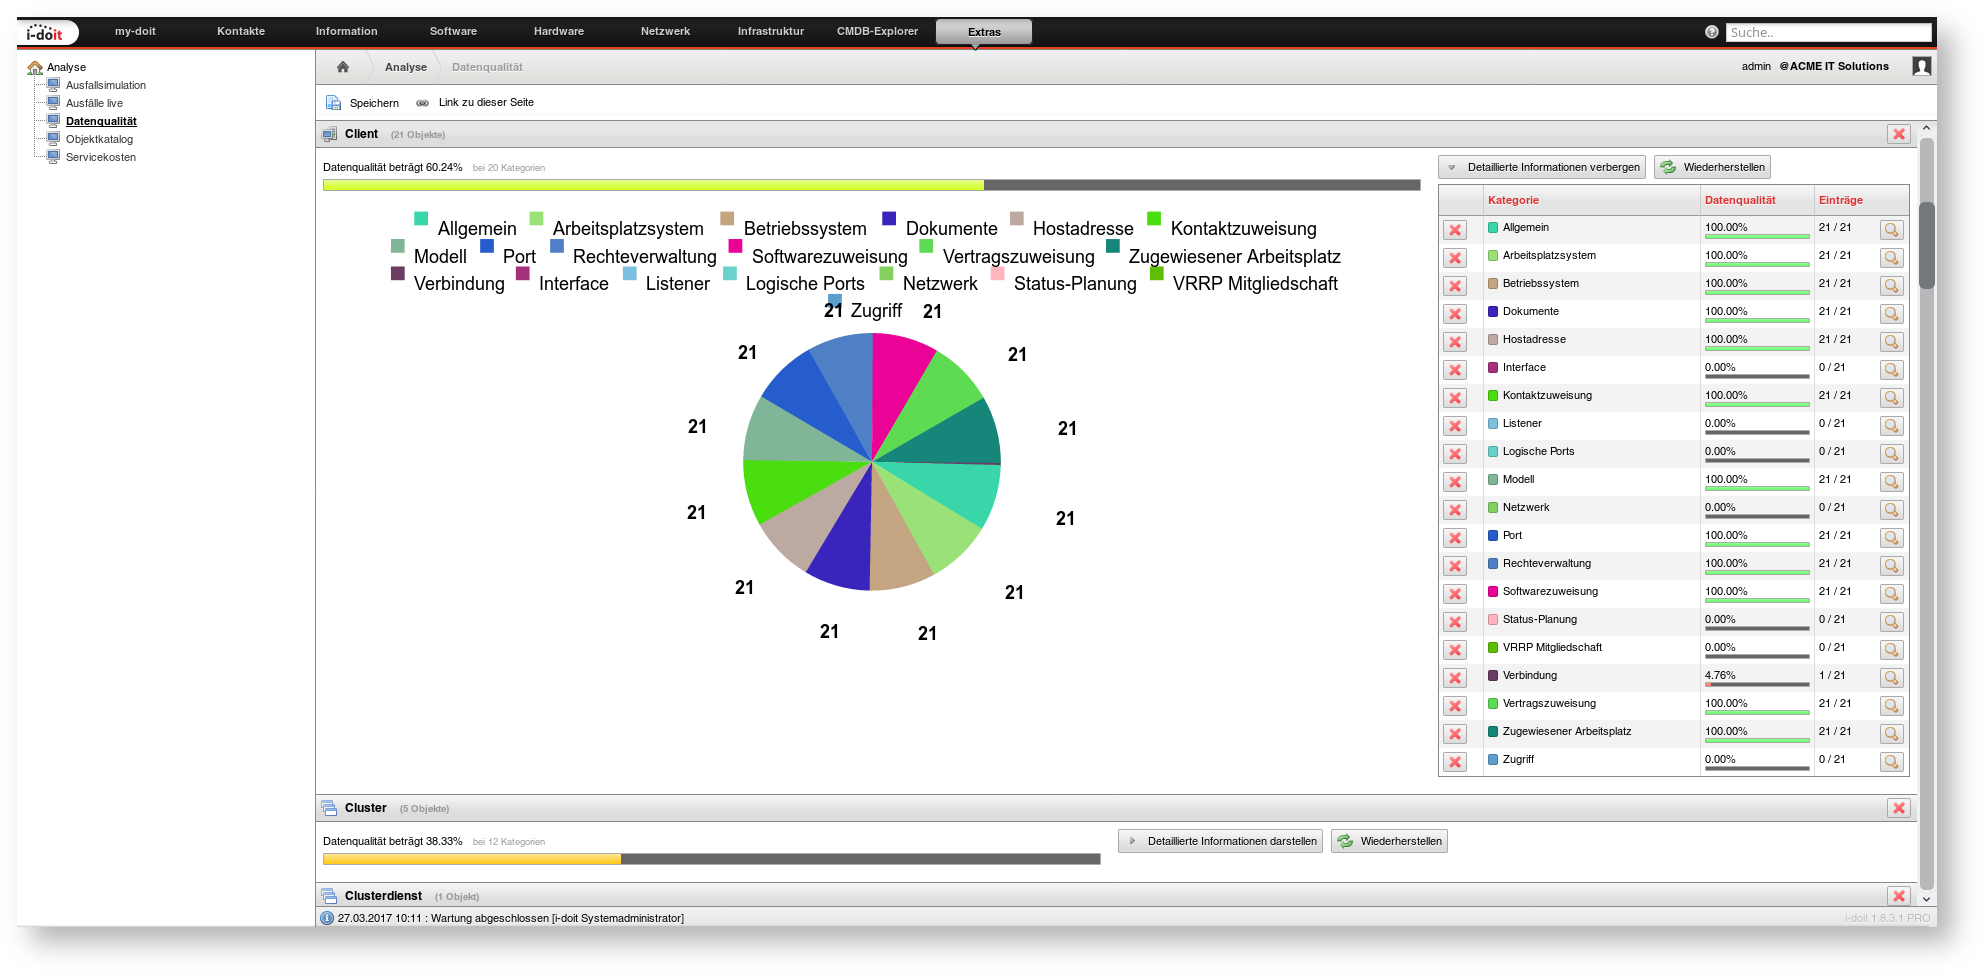 i-doit my-doit Kontakte Information Software Hardware Netzwerk Infrastruktur CMDB-Explorer Extras Suche..
Analyse
Ausfallsimulation
Ausfälle live
Datenqualität
Objektkatalog
Servicekosten
Analyse Datenqualität admin @ACME IT Solutions
Speichern Link zu dieser Seite
Client (21 Objekte)
Datenqualität beträgt 60.24% bei 20 Kategorien
Detaillierte Informationen verbergen Wiederherstellen
Allgemein Arbeitsplatzsystem Betriebssystem Dokumente Hostadresse Kontaktzuweisung
Modell Port Rechteverwaltung Softwarezuweisung Vertragszuweisung Zugewiesener Arbeitsplatz
Verbindung Interface Listener Logische Ports Netzwerk Status-Planung VRRP Mitgliedschaft
Zugriff
21 21
21 21
21 21
21 21
21 21
21 21
Kategorie Datenqualität Einträge
Allgemein 100.00% 21 / 21
Arbeitsplatzsystem 100.00% 21 / 21
Betriebssystem 100.00% 21 / 21
Dokumente 100.00% 21 / 21
Hostadresse 100.00% 21 / 21
Interface 0.00% 0 / 21
Kontaktzuweisung 100.00% 21 / 21
Listener 0.00% 0 / 21
Logische Ports 0.00% 0 / 21
Modell 100.00% 21 / 21
Netzwerk 0.00% 0 / 21
Port 100.00% 21 / 21
Rechteverwaltung 100.00% 21 / 21
Softwarezuweisung 100.00% 21 / 21
Status-Planung 0.00% 0 / 21
VRRP Mitgliedschaft 0.00% 0 / 21
Verbindung 4.76% 1 / 21
Vertragszuweisung 100.00% 21 / 21
Zugewiesener Arbeitsplatz 100.00% 21 / 21
Zugriff 0.00% 0 / 21
Cluster (5 Objekte)
Datenqualität beträgt 38.33% bei 12 Kategorien Detaillierte Informationen darstellen Wiederherstellen
Clusterdienst (1 Objekt)
27.03.2017 10:11 : Wartung abgeschlossen [i-doit Systemadministrator] i-doit 1.8.3.1 PRO